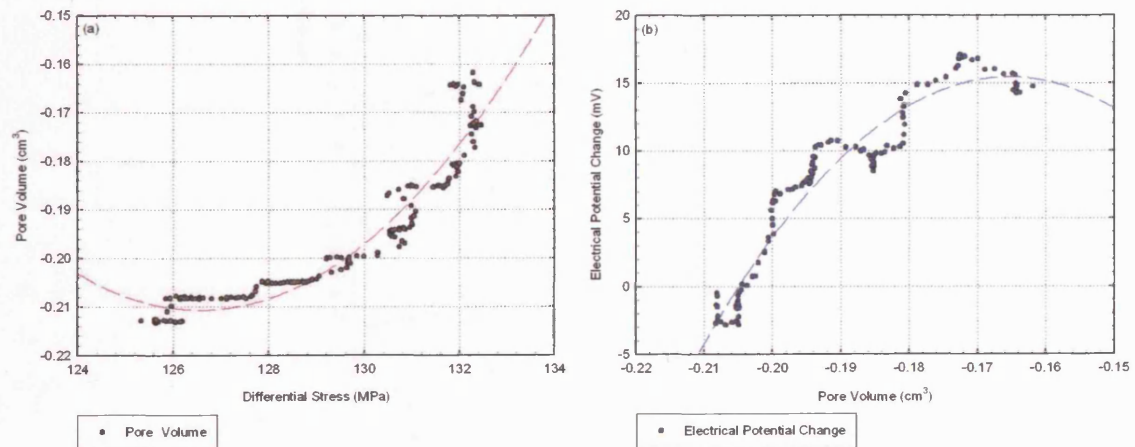 (a)
-0.15
-0.16
-0.17
-0.18
-0.19
-0.20
-0.21
-0.22
Pore Volume (cm³)
124 126 128 130 132 134
Differential Stress (MPa)
Pore Volume
(b)
20
15
10
5
0
-5
Electrical Potential Change (mV)
-0.22 -0.21 -0.20 -0.19 -0.18 -0.17 -0.16 -0.15
Pore Volume (cm³)
Electrical Potential Change